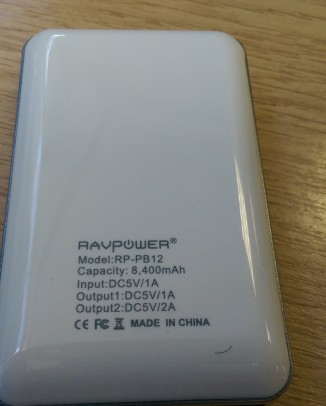 RAVPOWER®
Model:RP-PB12
Capacity: 8,400mAh
Input:DC5V/1A
Output1:DC5V/1A
Output2:DC5V/2A
CE FC MADE IN CHINA